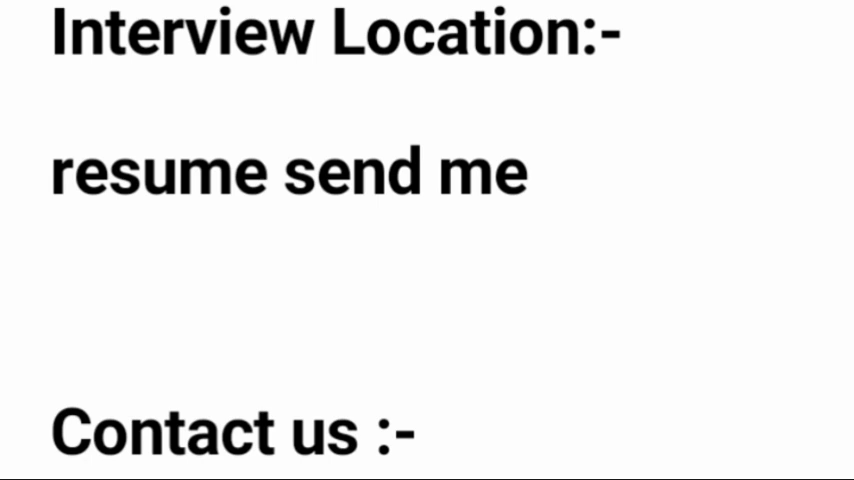 Interview Location:-
resume send me
Contact us :-